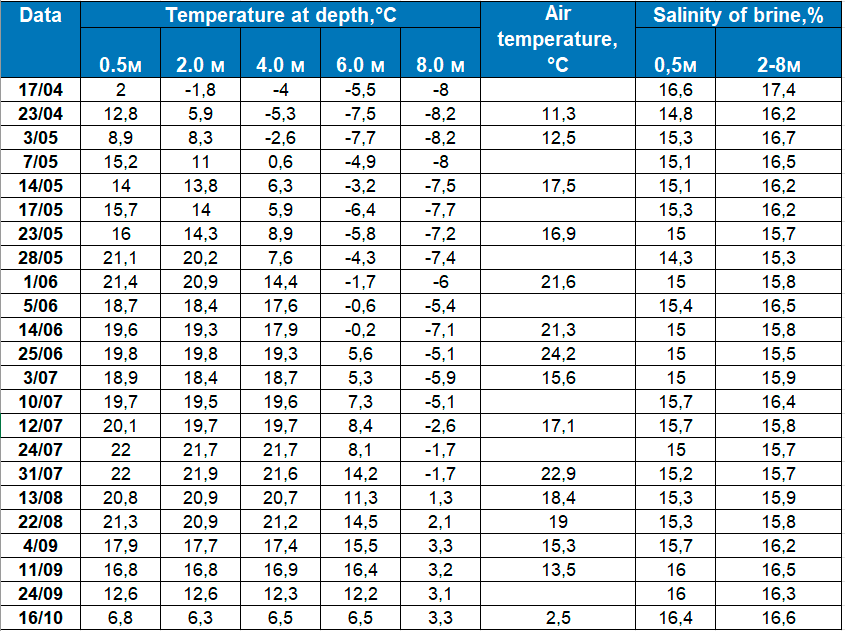 Data Temperature at depth,°C Air temperature, °C Salinity of brine,%
0.5м 2.0 м 4.0 м 6.0 м 8.0 м 0,5м 2-8м
17/04 2 -1,8 -4 -5,5 -8 16,6 17,4
23/04 12,8 5,9 -5,3 -7,5 -8,2 11,3 14,8 16,2
3/05 8,9 8,3 -2,6 -7,7 -8,2 12,5 15,3 16,7
7/05 15,2 11 0,6 -4,9 -8 15,1 16,5
14/05 14 13,8 6,3 -3,2 -7,5 17,5 15,1 16,2
17/05 15,7 14 5,9 -6,4 -7,7 15,3 16,2
23/05 16 14,3 8,9 -5,8 -7,2 16,9 15 15,7
28/05 21,1 20,2 7,6 -4,3 -7,4 14,3 15,3
1/06 21,4 20,9 14,4 -1,7 -6 21,6 15 15,8
5/06 18,7 18,4 17,6 -0,6 -5,4 15,4 16,5
14/06 19,6 19,3 17,9 -0,2 -7,1 21,3 15 15,8
25/06 19,8 19,8 19,3 5,6 -5,1 24,2 15 15,5
3/07 18,9 18,4 18,7 5,3 -5,9 15,6 15 15,9
10/07 19,7 19,5 19,6 7,3 -5,1 15,7 16,4
12/07 20,1 19,7 19,7 8,4 -2,6 17,1 15,7 15,8
24/07 22 21,7 21,7 8,1 -1,7 15 15,7
31/07 22 21,9 21,6 14,2 -1,7 22,9 15,2 15,7
13/08 20,8 20,9 20,7 11,3 1,3 18,4 15,3 15,9
22/08 21,3 20,9 21,2 14,5 2,1 19 15,3 15,8
4/09 17,9 17,7 17,4 15,5 3,3 15,3 15,7 16,2
11/09 16,8 16,8 16,9 16,4 3,2 13,5 16 16,5
24/09 12,6 12,6 12,3 12,2 3,1 16 16,3
16/10 6,8 6,3 6,5 6,5 3,3 2,5 16,4 16,6